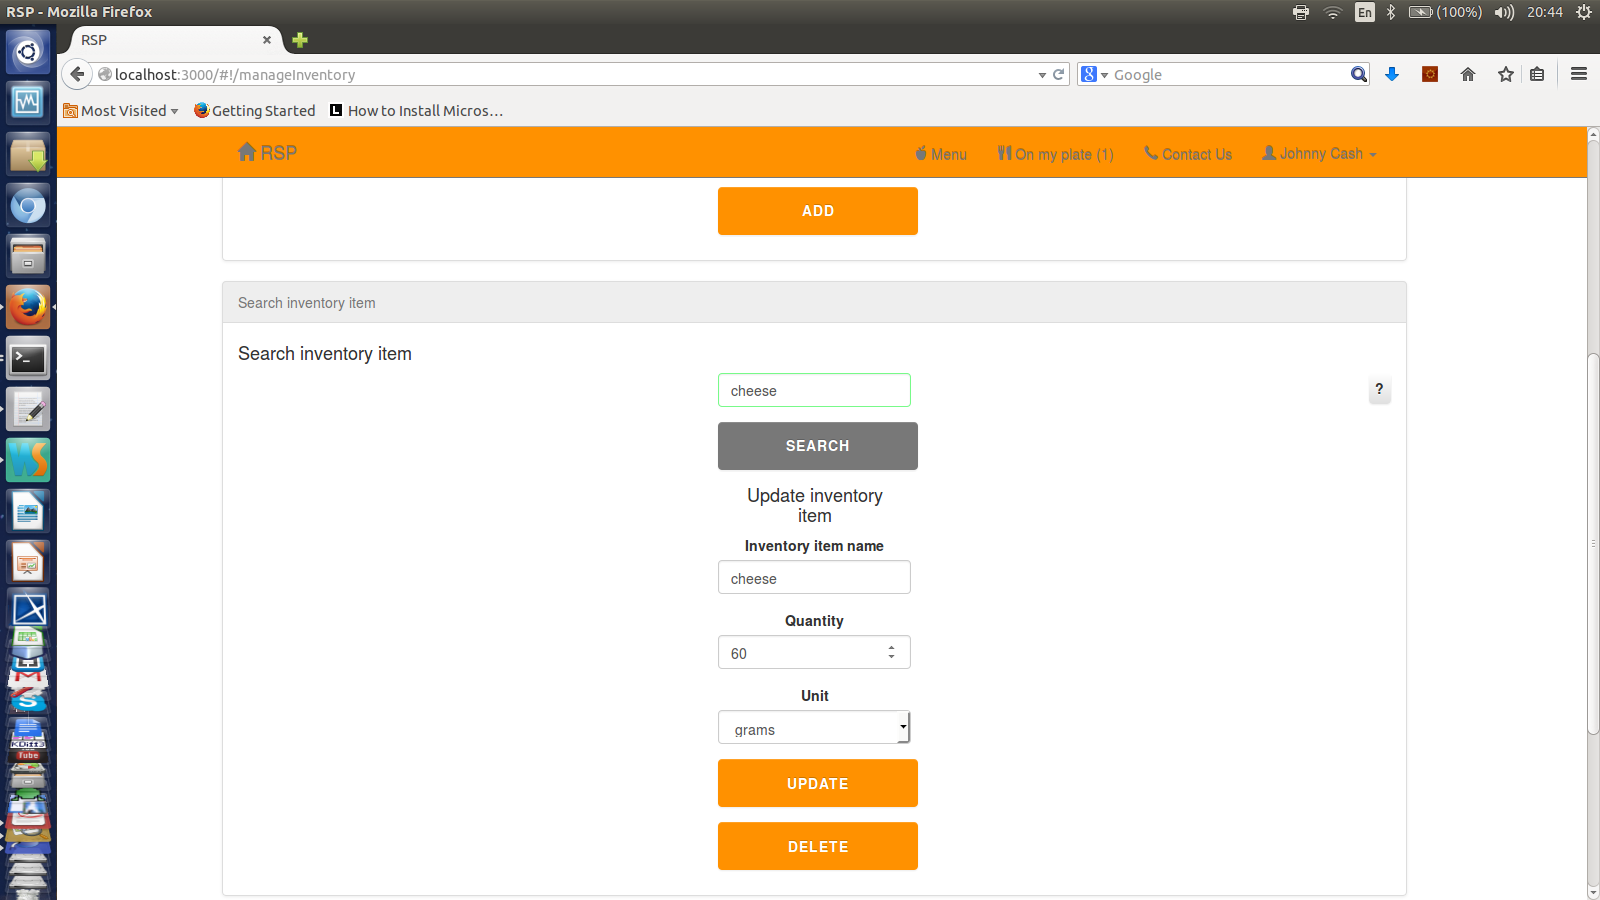 RSP - Mozilla Firefox
En
(100%)
20:44
RSP
localhost:3000/#!/manageInventory
Google
Most Visited
Getting Started
How to Install Micros...
RSP
Menu
On my plate (1)
Contact Us
Johnny Cash
ADD
Search inventory item
Search inventory item
cheese
?
SEARCH
Update inventory
item
Inventory item name
cheese
Quantity
60
Unit
grams
UPDATE
DELETE